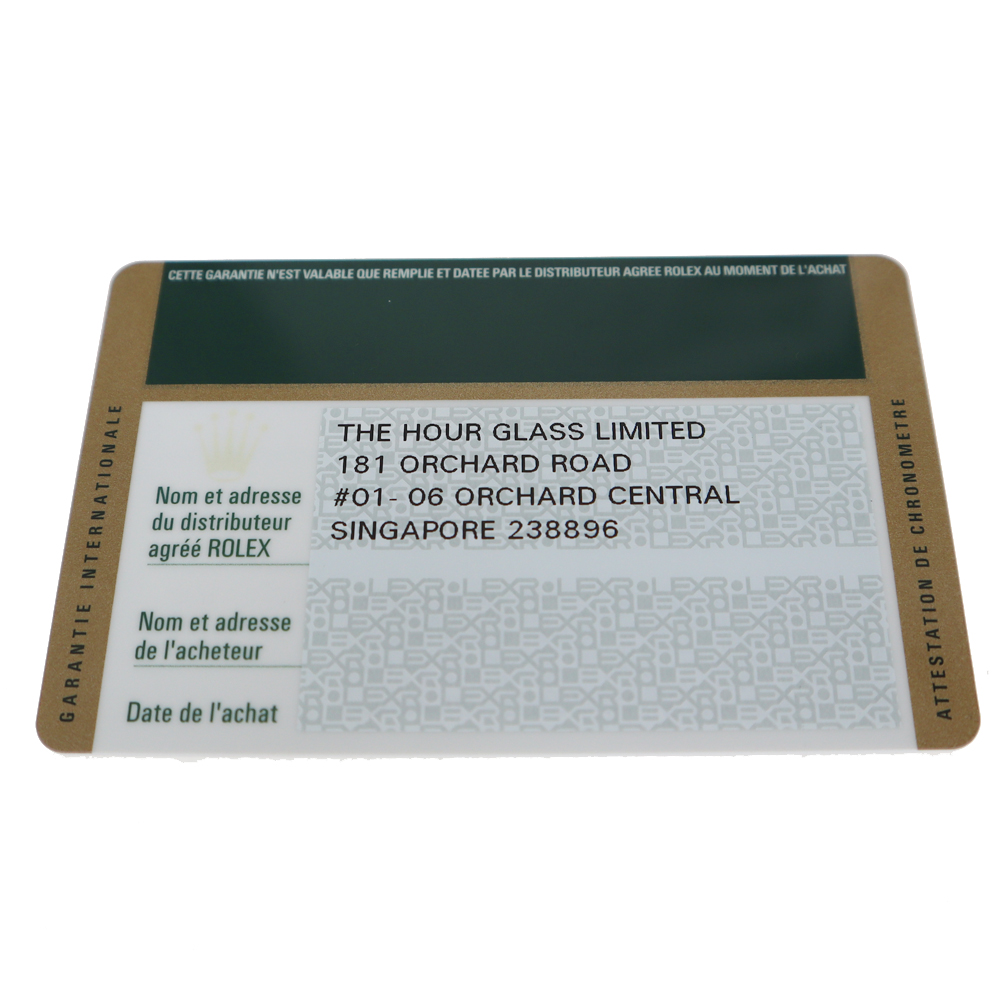 CETTE GARANTIE N'EST VALABLE QUE REMPLIE ET DATEE PAR LE DISTRIBUTEUR AGREE ROLEX AU MOMENT DE L'ACHAT
GARANTIE INTERNATIONALE
Nom et adresse
du distributeur
agréé ROLEX
THE HOUR GLASS LIMITED
181 ORCHARD ROAD
#01- 06 ORCHARD CENTRAL
SINGAPORE 238896
Nom et adresse
de l'acheteur
Date de l'achat
ATTESTATION DE CHRONOMETRE